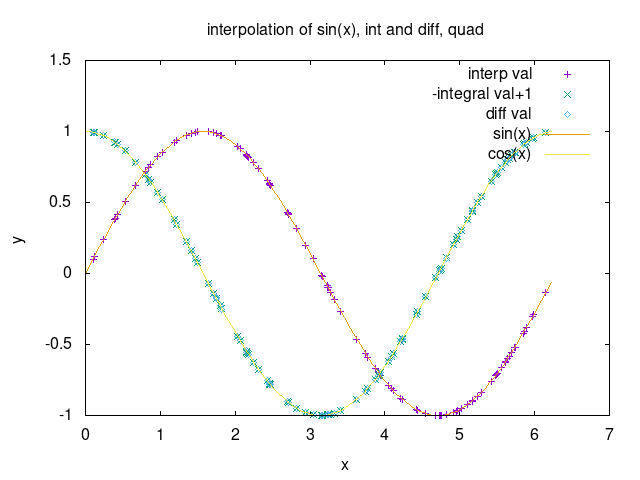 interpolation of sin(x), int and diff, quad
1.5
1
0.5
0
-0.5
-1
0 1 2 3 4 5 6 7
x
y
interp val
-integral val+1
diff val
sin(x)
cos(x)